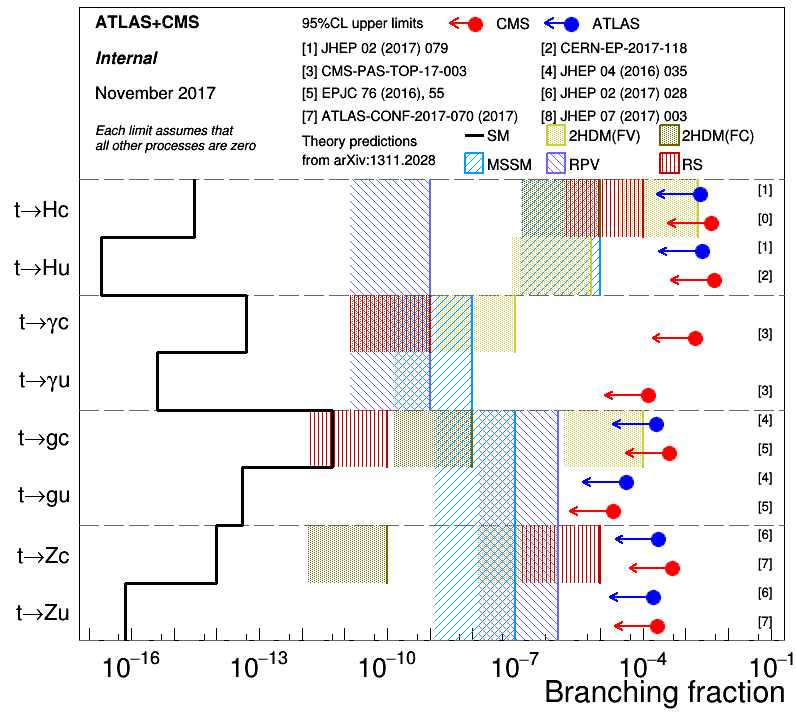 ATLAS+CMS
Internal
November 2017
Each limit assumes that
all other processes are zero
95%CL upper limits CMS ATLAS
[1] JHEP 02 (2017) 079 [2] CERN-EP-2017-118
[3] CMS-PAS-TOP-17-003 [4] JHEP 04 (2016) 035
[5] EPJC 76 (2016), 55 [6] JHEP 02 (2017) 028
[7] ATLAS-CONF-2017-070 (2017) [8] JHEP 07 (2017) 003
Theory predictions
from arXiv:1311.2028
SM 2HDM(FV) 2HDM(FC)
MSSM RPV RS
t→Hc [1]
[0]
t→Hu [1]
[2]
t→γc [3]
t→γu [3]
t→gc [4]
[5]
t→gu [4]
[5]
t→Zc [6]
[7]
t→Zu [6]
[7]
10⁻¹⁶ 10⁻¹³ 10⁻¹⁰ 10⁻⁷ 10⁻⁴ 10⁻¹
Branching fraction